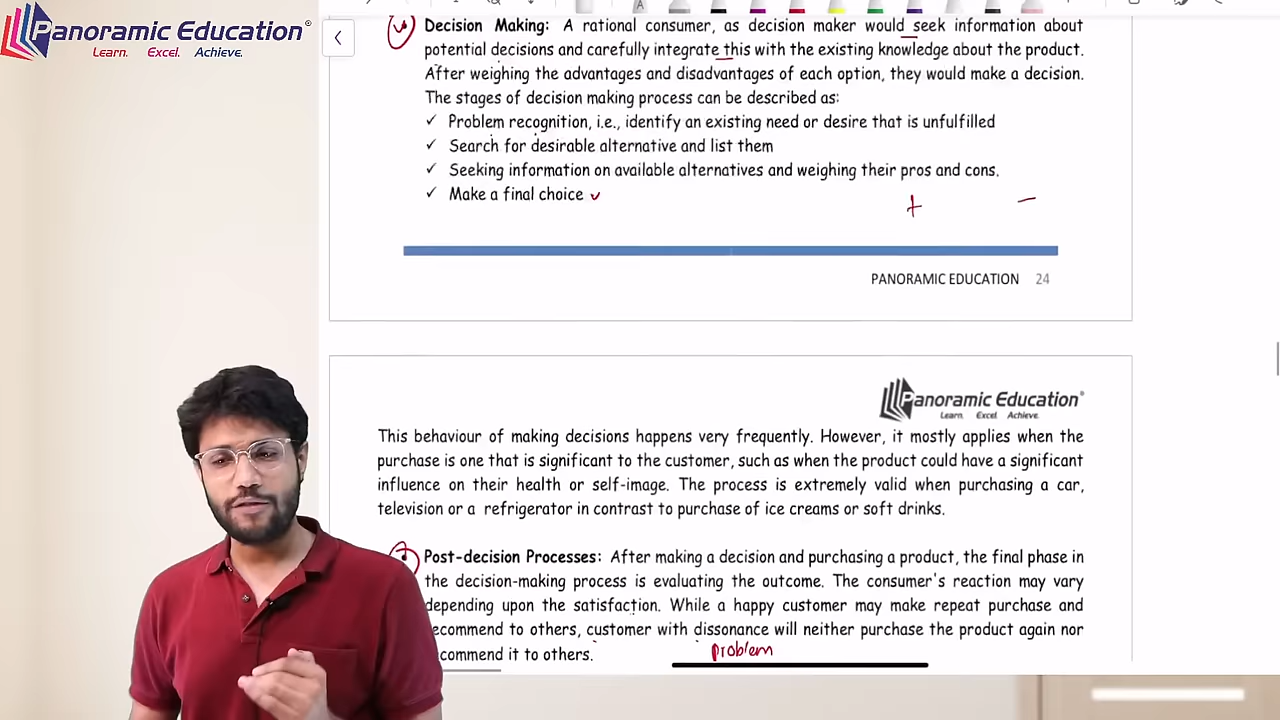 Panoramic Education®
Learn. Excel. Achieve.
Decision Making: A rational consumer, as decision maker would seek information about
potential decisions and carefully integrate this with the existing knowledge about the product.
After weighing the advantages and disadvantages of each option, they would make a decision.
The stages of decision making process can be described as:
✓ Problem recognition, i.e., identify an existing need or desire that is unfulfilled
✓ Search for desirable alternative and list them
✓ Seeking information on available alternatives and weighing their pros and cons.
✓ Make a final choice
+ −
PANORAMIC EDUCATION 24
Panoramic Education®
Learn. Excel. Achieve.
This behaviour of making decisions happens very frequently. However, it mostly applies when the
purchase is one that is significant to the customer, such as when the product could have a significant
influence on their health or self-image. The process is extremely valid when purchasing a car,
television or a refrigerator in contrast to purchase of ice creams or soft drinks.
Post-decision Processes: After making a decision and purchasing a product, the final phase in
the decision-making process is evaluating the outcome. The consumer's reaction may vary
depending upon the satisfaction. While a happy customer may make repeat purchase and
ecommend to others, customer with dissonance will neither purchase the product again nor
commend it to others.
problem